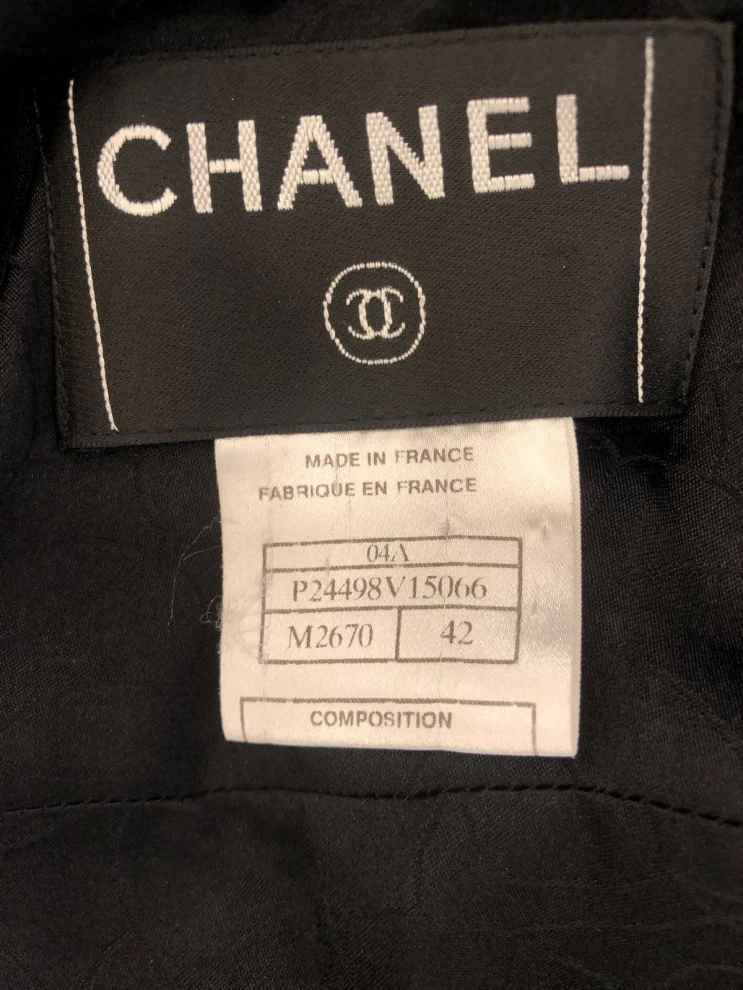 CHANEL
MADE IN FRANCE
FABRIQUE EN FRANCE
04A
P24498V15066
M2670 42
COMPOSITION